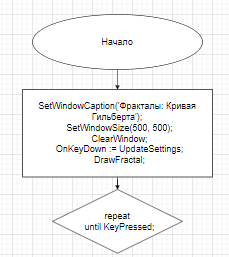 Начало
SetWindowCaption('Фракталы: Кривая
Гильберта');
SetWindowSize(500, 500);
ClearWindow;
OnKeyDown := UpdateSettings;
DrawFractal;
repeat
until KeyPressed;